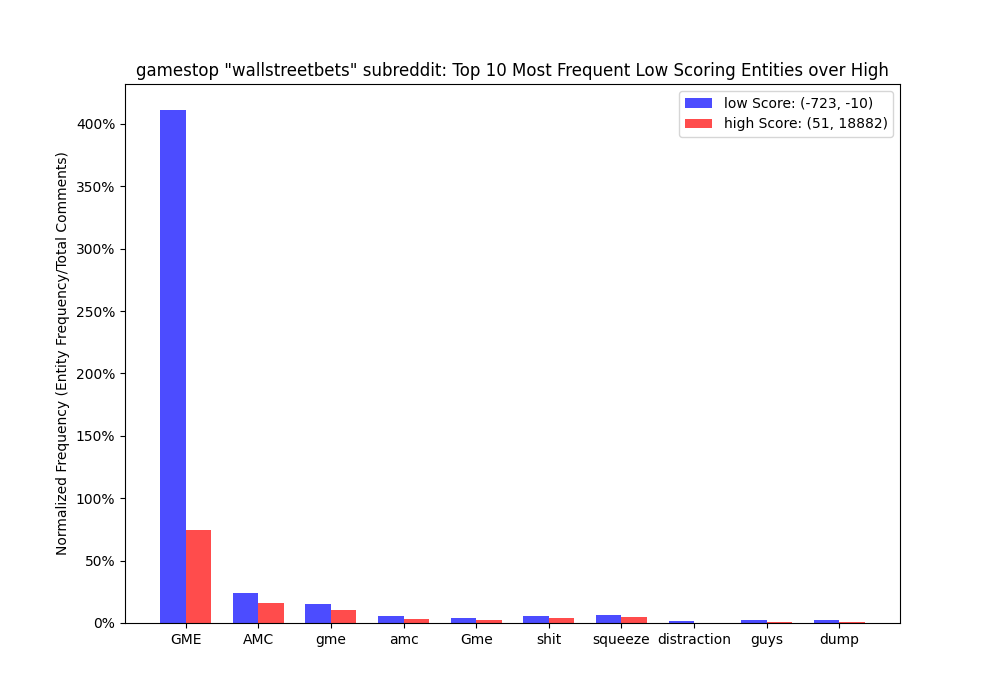 gamestop "wallstreetbets" subreddit: Top 10 Most Frequent Low Scoring Entities over High
low Score: (-723, -10)
high Score: (51, 18882)
Normalized Frequency (Entity Frequency/Total Comments)
400%
350%
300%
250%
200%
150%
100%
50%
0%
GME AMC gme amc Gme shit squeeze distraction guys dump